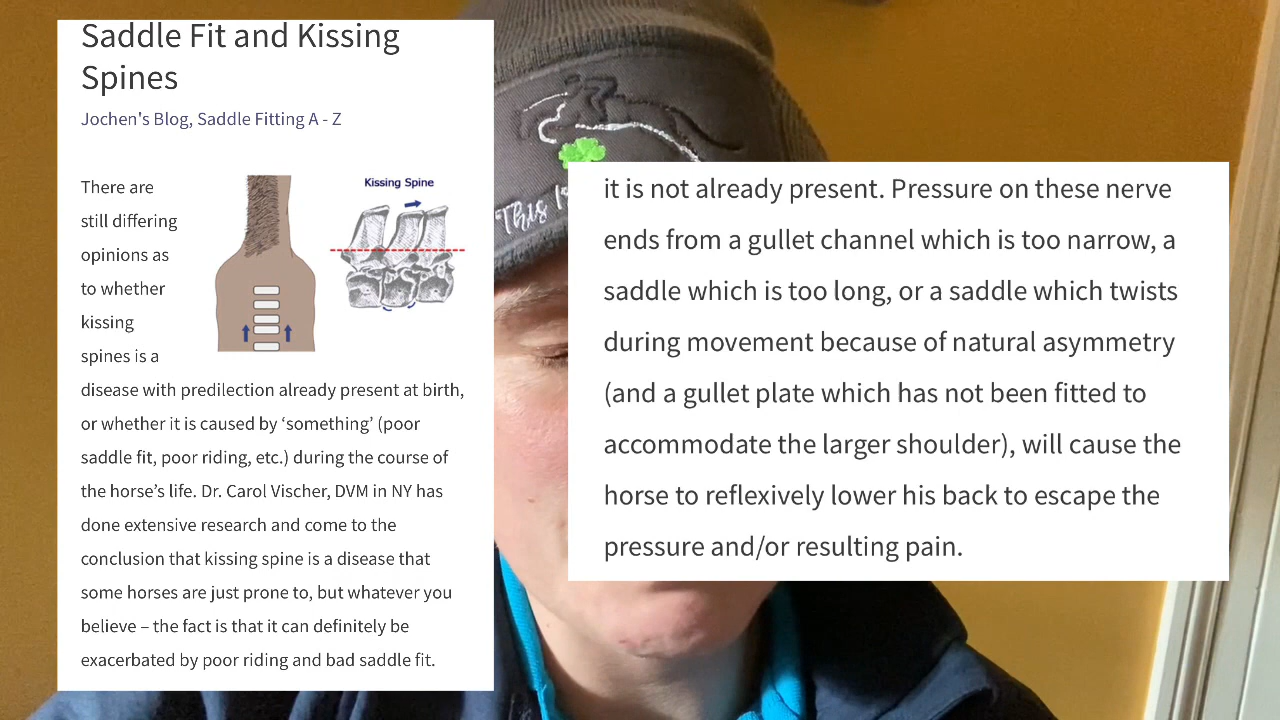 Saddle Fit and Kissing
Spines
Jochen's Blog, Saddle Fitting A - Z
There are
still differing
opinions as
to whether
kissing
spines is a
Kissing Spine
disease with predilection already present at birth,
or whether it is caused by ‘something’ (poor
saddle fit, poor riding, etc.) during the course of
the horse’s life. Dr. Carol Vischer, DVM in NY has
done extensive research and come to the
conclusion that kissing spine is a disease that
some horses are just prone to, but whatever you
believe – the fact is that it can definitely be
exacerbated by poor riding and bad saddle fit.
This
it is not already present. Pressure on these nerve
ends from a gullet channel which is too narrow, a
saddle which is too long, or a saddle which twists
during movement because of natural asymmetry
(and a gullet plate which has not been fitted to
accommodate the larger shoulder), will cause the
horse to reflexively lower his back to escape the
pressure and/or resulting pain.